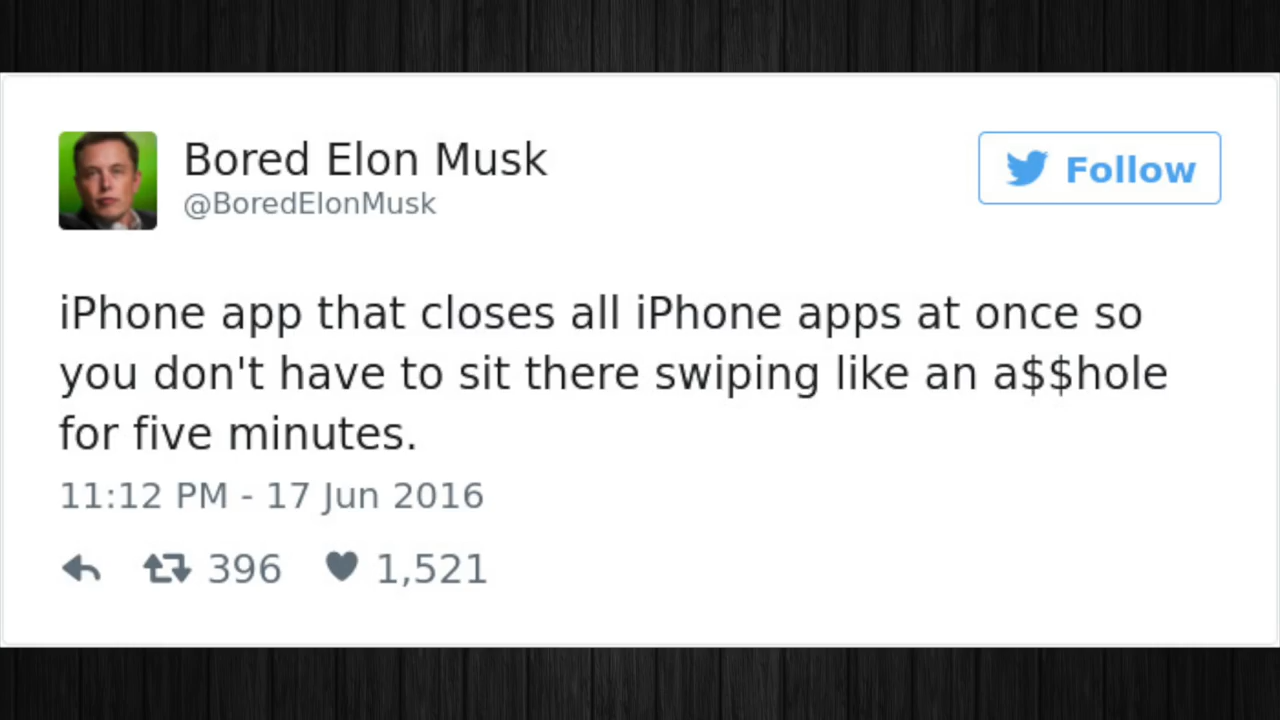 Bored Elon Musk
@BoredElonMusk
Follow
iPhone app that closes all iPhone apps at once so
you don't have to sit there swiping like an a$$hole
for five minutes.
11:12 PM - 17 Jun 2016
396 1,521